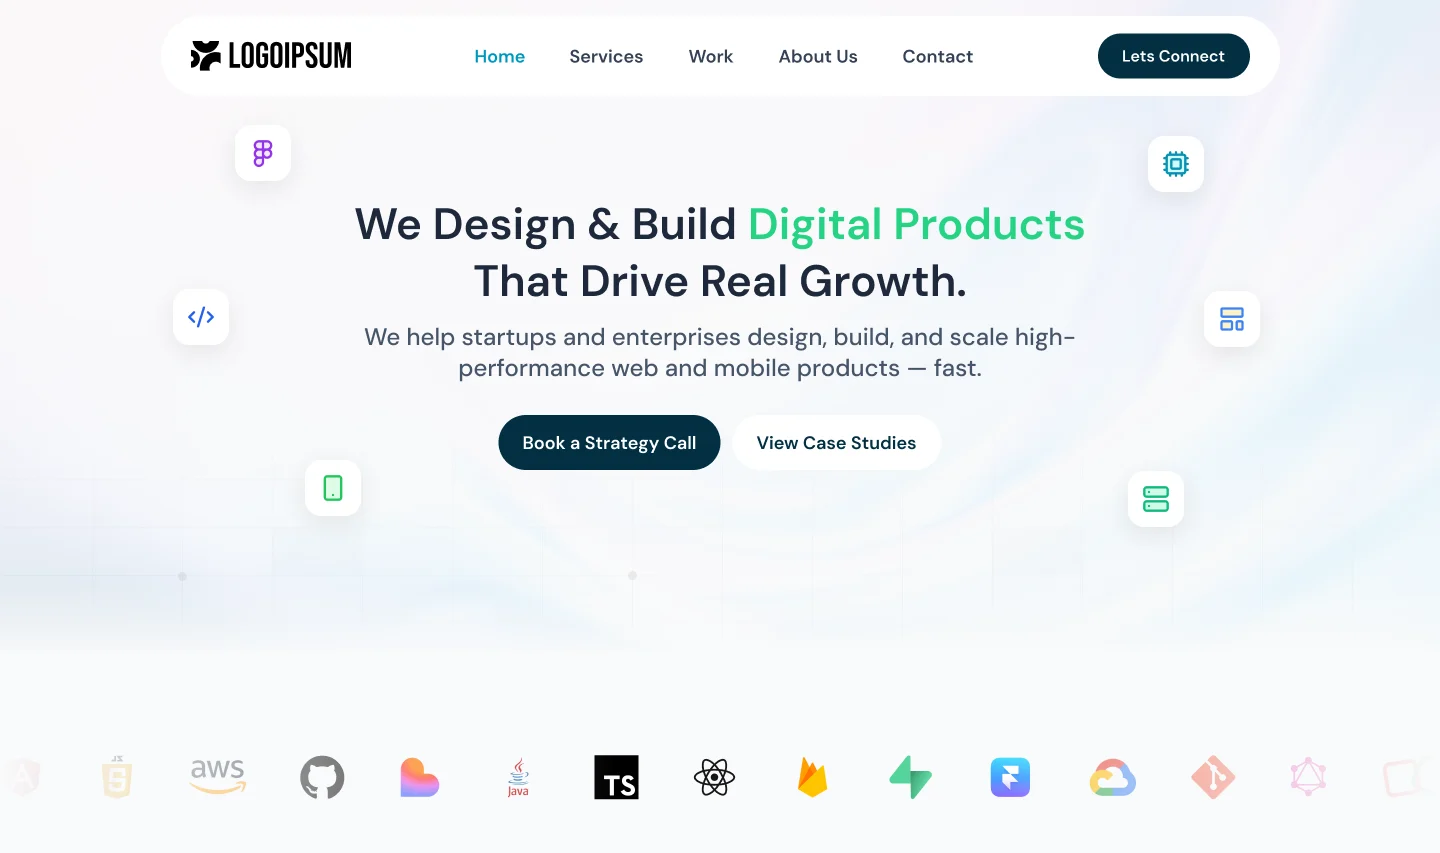 LOGOIPSUM
Home
Services
Work
About Us
Contact
Lets Connect
We Design & Build Digital Products
That Drive Real Growth.
We help startups and enterprises design, build, and scale high-
performance web and mobile products — fast.
Book a Strategy Call
View Case Studies
A
JS
5
aws
Java
TS